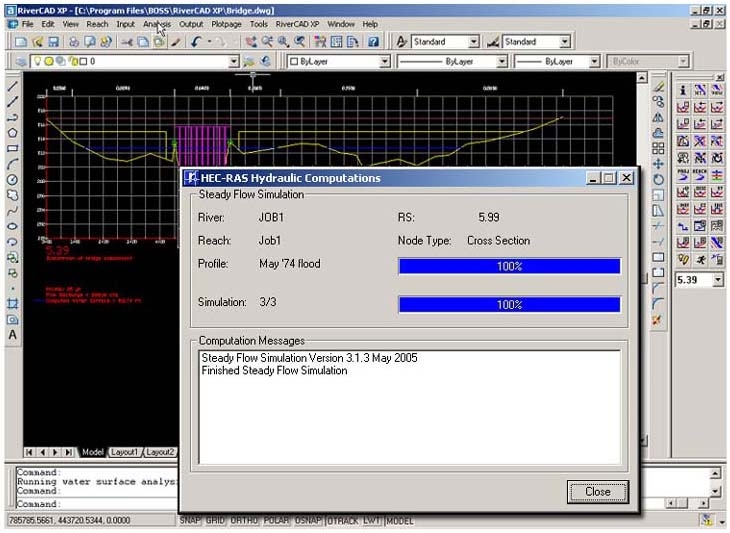 RiverCAD XP - [C:\Program Files\BOSS\RiverCAD XP\Bridge.dwg]
File Edit View Reach Input Analysis Output Plotpage Tools RiverCAD XP Window Help
Standard Standard
0 ByLayer ByLayer ByLayer ByColor
5.39
HEC-RAS Hydraulic Computations
Steady Flow Simulation
River: JOB1 RS: 5.99
Reach: Job1 Node Type: Cross Section
Profile: May '74 flood 100%
Simulation: 3/3 100%
Computation Messages
Steady Flow Simulation Version 3.1.3 May 2005
Finished Steady Flow Simulation
Close
5.39
Model Layout1 Layout2
Command:
Running water surface analys
Command:
Command:
785785.5661, 443720.5344, 0.0000 SNAP GRID ORTHO POLAR OSNAP OTRACK LWT MODEL